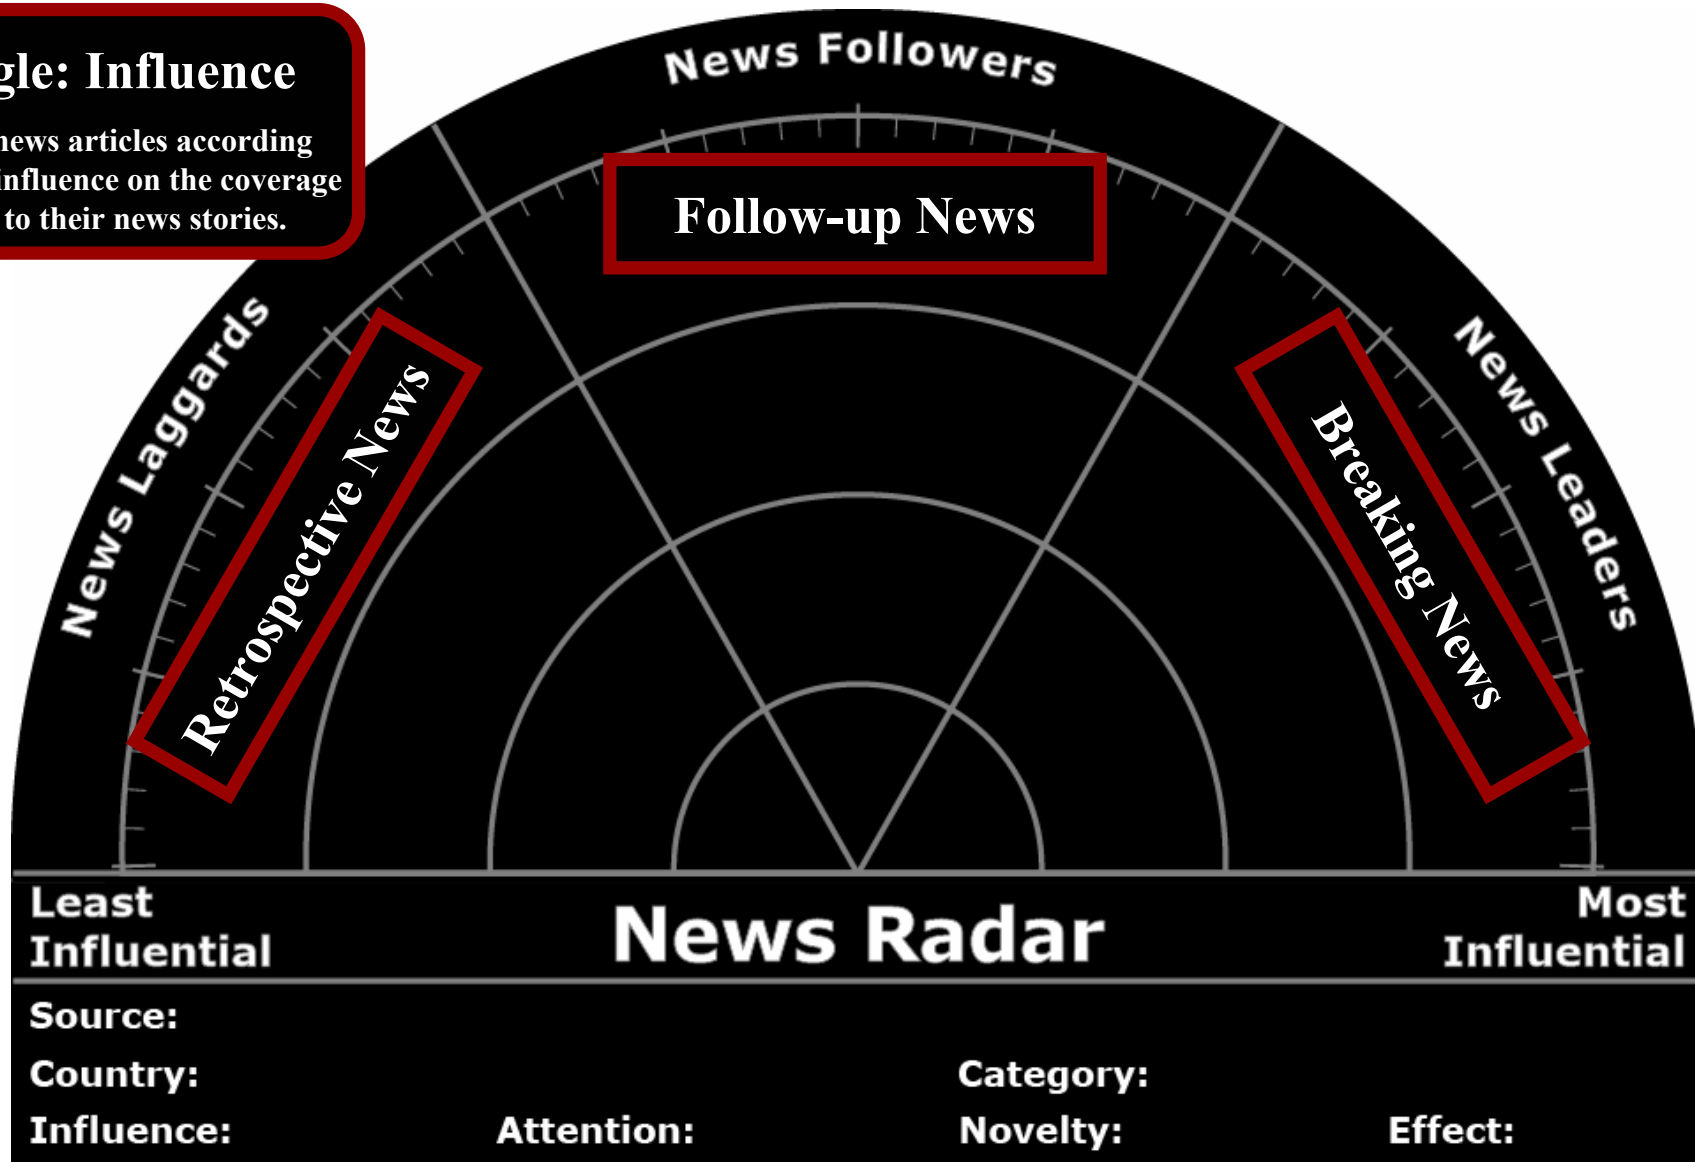 gle: Influence
news articles according
influence on the coverage
to their news stories.
News Followers
Follow-up News
News Laggards
Retrospective News
News Leaders
Breaking News
Least
Influential
News Radar
Most
Influential
Source:
Country:
Category:
Influence:
Attention:
Novelty:
Effect: